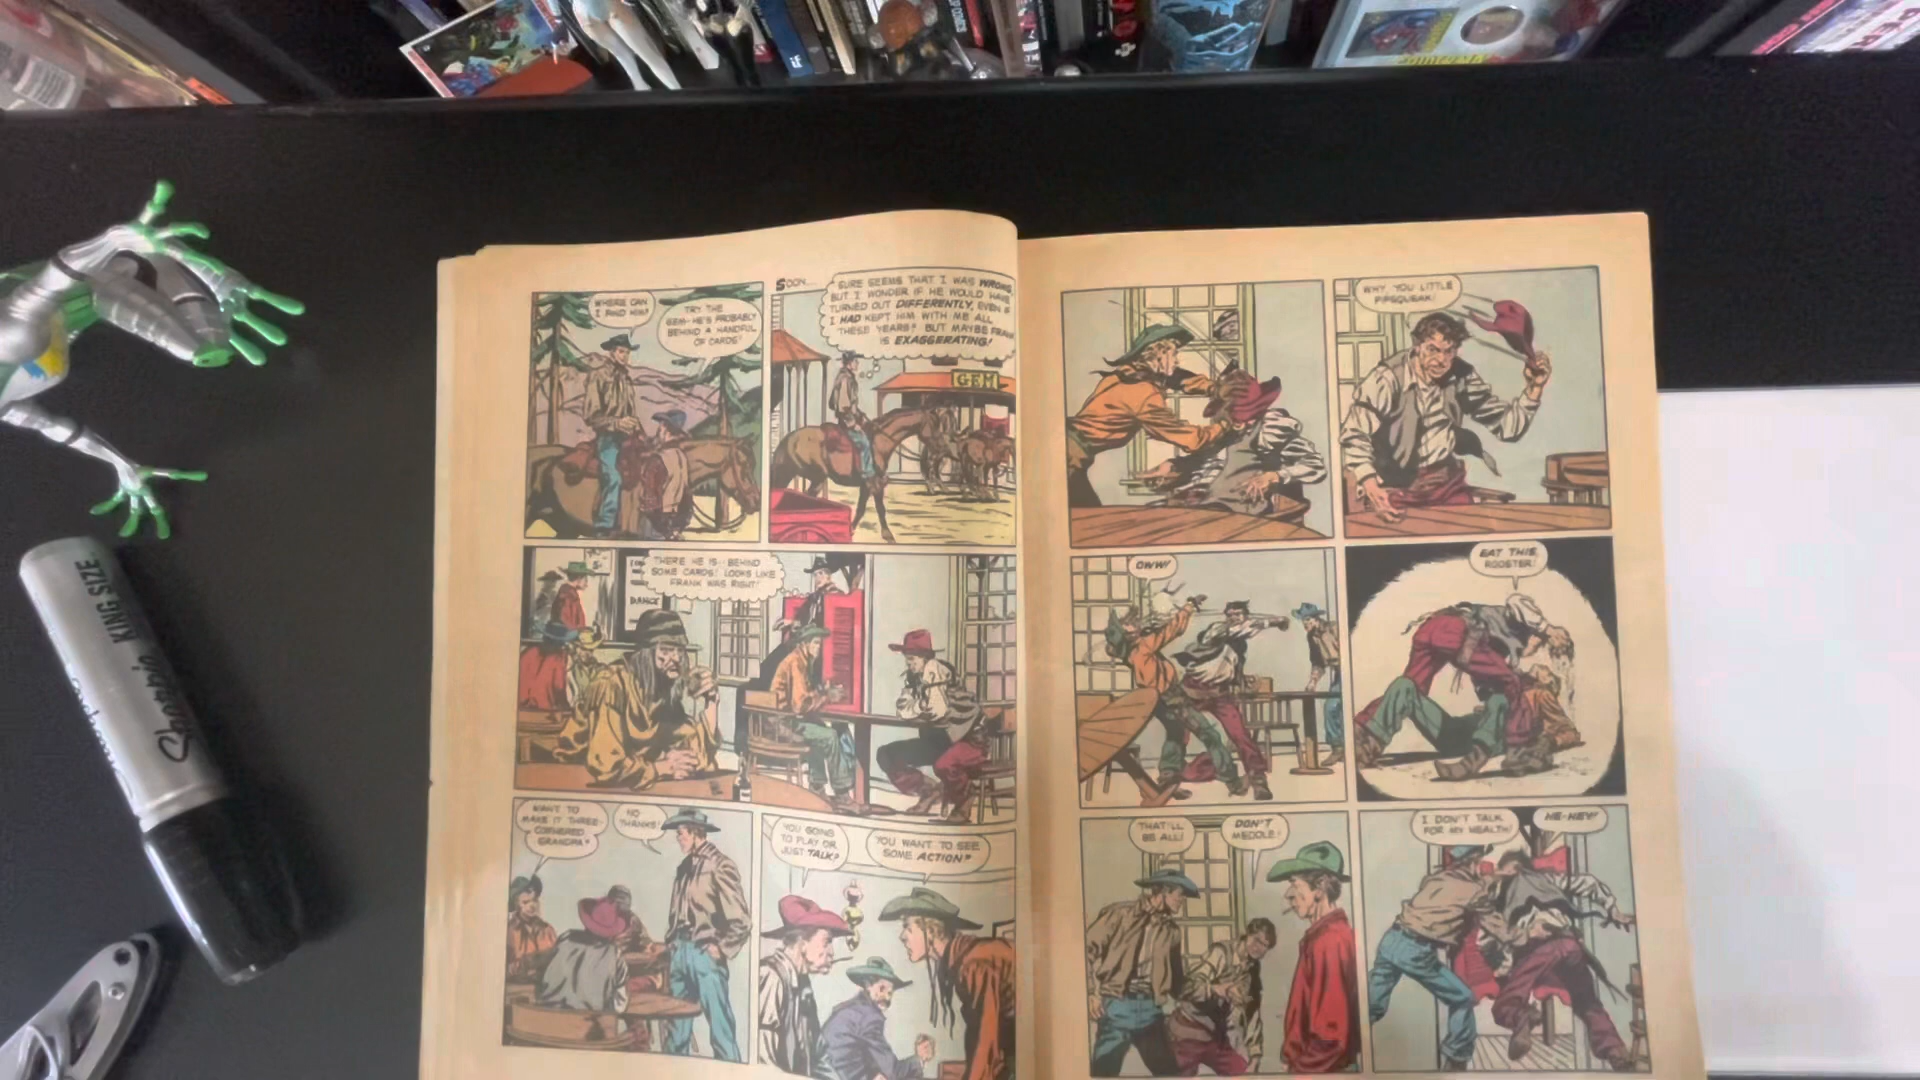 WHERE CAN
I FIND HIM?
TRY THE
GEM--HE'S PROBABLY
BEHIND A HANDFUL
OF CARDS!
SOON...
SURE SEEMS THAT I WAS WRONG,
BUT I WONDER IF HE WOULD HAVE
TURNED OUT DIFFERENTLY, EVEN IF
I HAD KEPT HIM WITH ME ALL
THESE YEARS? BUT MAYBE FRANK
IS EXAGGERATING!
GEM
THERE HE IS--BEHIND
SOME CARDS! LOOKS LIKE
FRANK WAS RIGHT!
DANCE
WANT TO
MAKE IT THREE-
CORNERED,
GRANDPA?
NO
THANKS!
YOU GOING
TO PLAY OR
JUST TALK?
YOU WANT TO SEE
SOME ACTION?
WHY, YOU LITTLE
PIPSQUEAK!
OWW!
EAT THIS,
ROOSTER!
THAT'LL
BE ALL!
DON'T
MEDDLE!
I DON'T TALK
FOR MY HEALTH!
HE-HEY!
KING SIZE
Sharpie